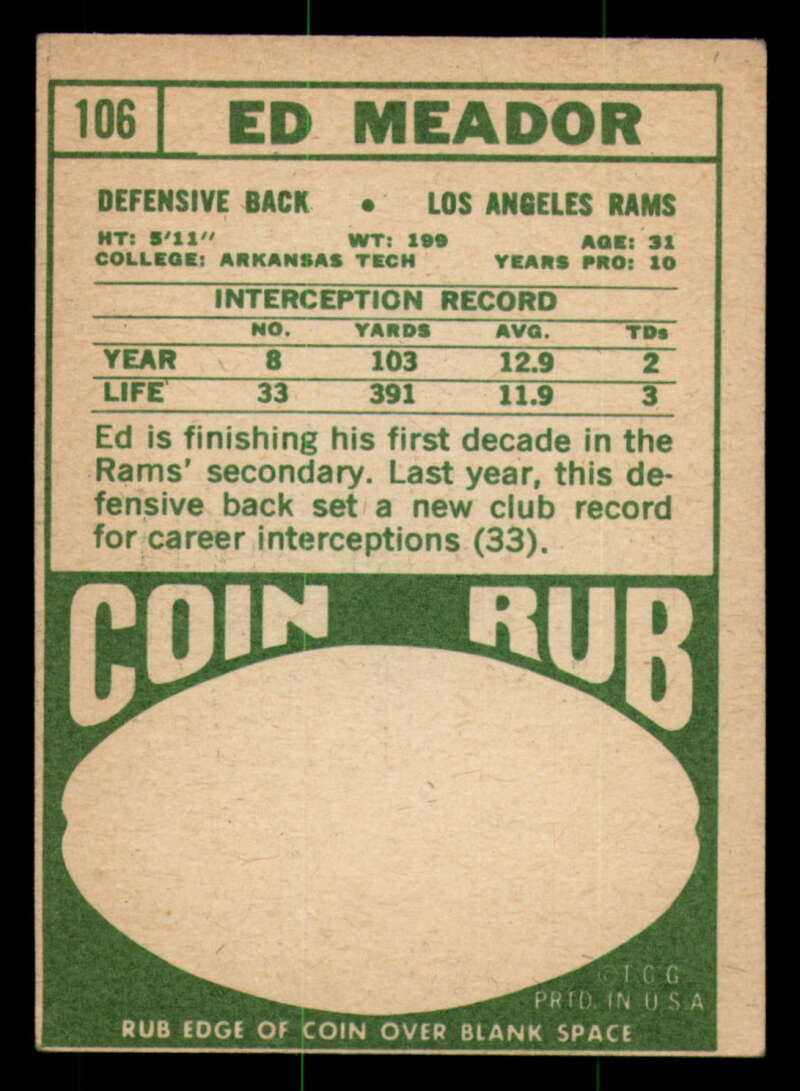 106 ED MEADOR
DEFENSIVE BACK • LOS ANGELES RAMS
HT: 5'11" WT: 199 AGE: 31
COLLEGE: ARKANSAS TECH YEARS PRO: 10
INTERCEPTION RECORD
NO. YARDS AVG. TDs
YEAR 8 103 12.9 2
LIFE 33 391 11.9 3
Ed is finishing his first decade in the
Rams' secondary. Last year, this de-
fensive back set a new club record
for career interceptions (33).
COIN RUB
© T C G
PRTD. IN U S A
RUB EDGE OF COIN OVER BLANK SPACE